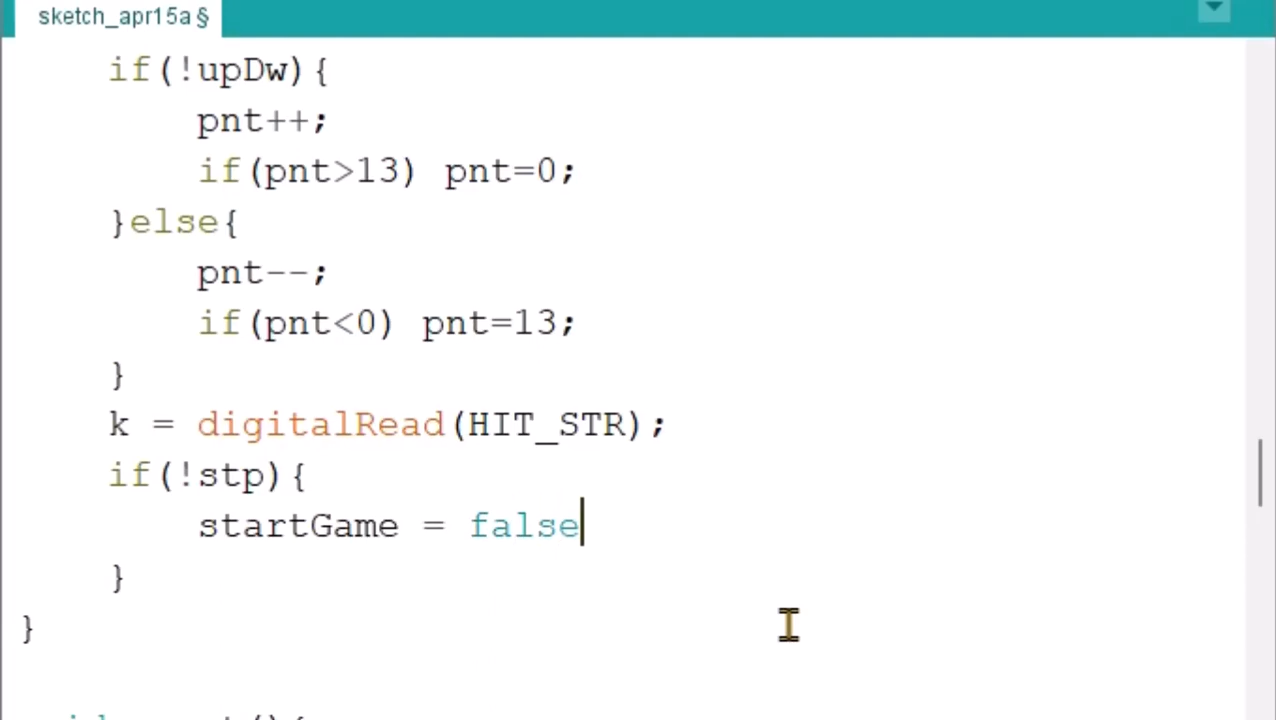 sketch_apr15a §
if(!upDw){
pnt++;
if(pnt>13) pnt=0;
}else{
pnt--;
if(pnt<0) pnt=13;
}
k = digitalRead(HIT_STR);
if(!stp){
startGame = false
}
}